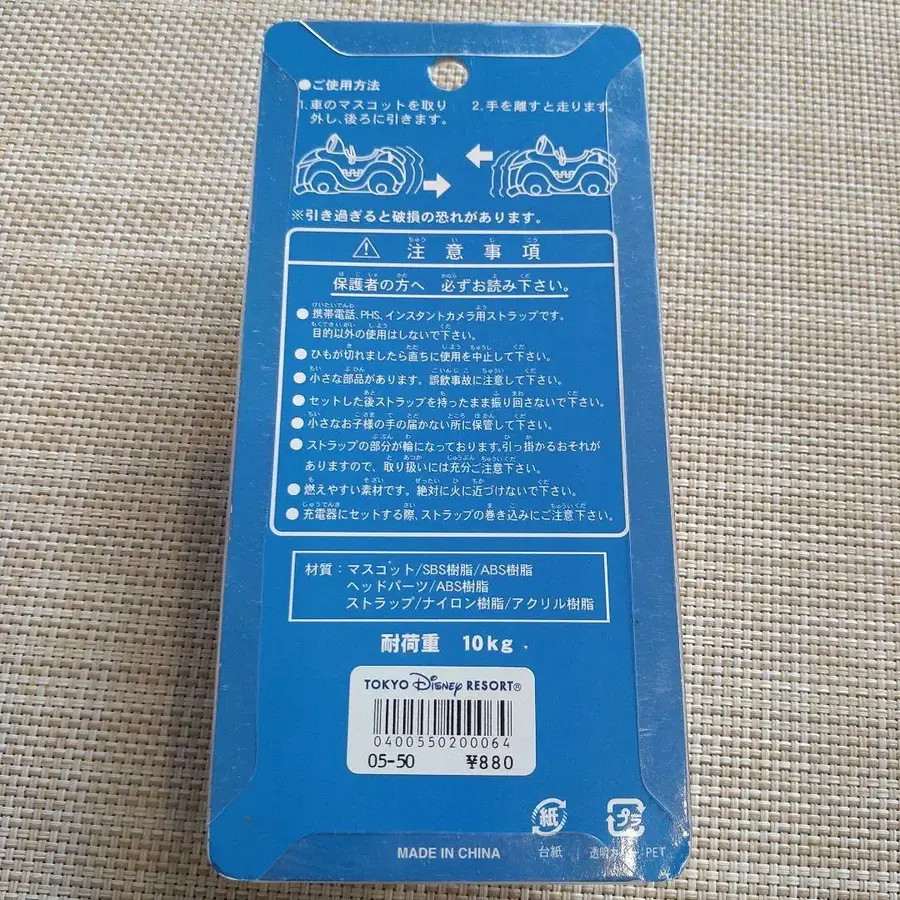 ●ご使用方法
1.車のマスコットを取り外し、後ろに引きます。
2.手を離すと走ります。
※引き過ぎると破損の恐れがあります。
⚠ 注意事項
保護者の方へ 必ずお読み下さい。
●携帯電話、PHS、インスタントカメラ用ストラップです。
目的以外の使用はしないで下さい。
●ひもが切れましたら直ちに使用を中止して下さい。
●小さな部品があります。誤飲事故に注意して下さい。
●セットした後ストラップを持ったまま振り回さないで下さい。
●小さなお子様の手の届かない所に保管して下さい。
●ストラップの部分が輪になっております。引っ掛かるおそれが
ありますので、取り扱いには充分ご注意下さい。
●燃えやすい素材です。絶対に火に近づけないで下さい。
●充電器にセットする際、ストラップの巻き込みにご注意下さい。
材質:マスコット/SBS樹脂/ABS樹脂
ヘッドパーツ/ABS樹脂
ストラップ/ナイロン樹脂/アクリル樹脂
耐荷重 10kg
TOKYO Disney RESORT®
0400550200064
05-50 ¥880
紙 プラ
台紙 透明 PET
MADE IN CHINA